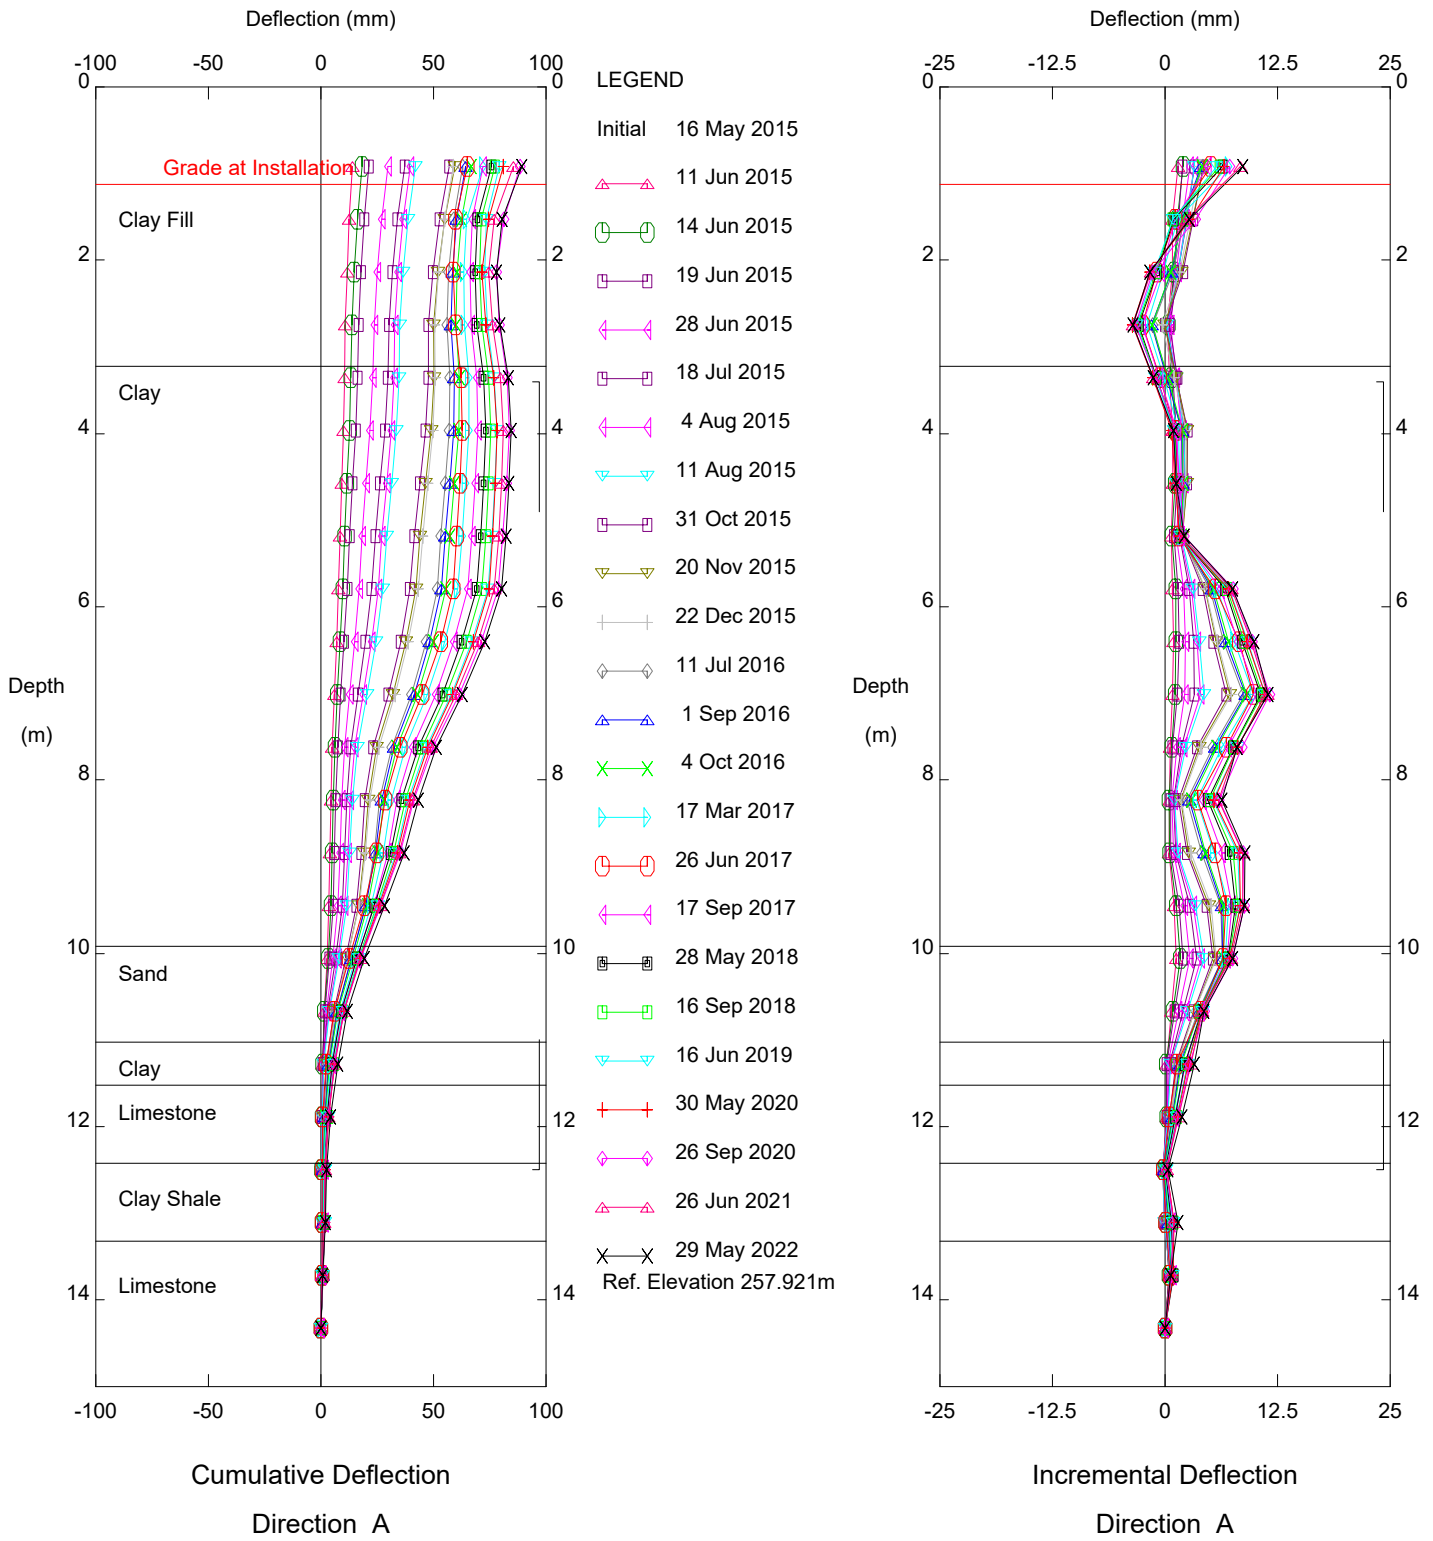 Deflection (mm)
-100 -50 0 50 100
0 0
Grade at Installation
Clay Fill
2 2
Clay
4 4
6 6
Depth
(m)
8 8
10 10
Sand
Clay
Limestone
12 12
Clay Shale
Limestone
14 14
-100 -50 0 50 100
Cumulative Deflection
Direction A
LEGEND
Initial 16 May 2015
11 Jun 2015
14 Jun 2015
19 Jun 2015
28 Jun 2015
18 Jul 2015
4 Aug 2015
11 Aug 2015
31 Oct 2015
20 Nov 2015
22 Dec 2015
11 Jul 2016
1 Sep 2016
4 Oct 2016
17 Mar 2017
26 Jun 2017
17 Sep 2017
28 May 2018
16 Sep 2018
16 Jun 2019
30 May 2020
26 Sep 2020
26 Jun 2021
29 May 2022
Ref. Elevation 257.921m
Deflection (mm)
-25 -12.5 0 12.5 25
0 0
2 2
4 4
6 6
Depth
(m)
8 8
10 10
12 12
14 14
-25 -12.5 0 12.5 25
Incremental Deflection
Direction A